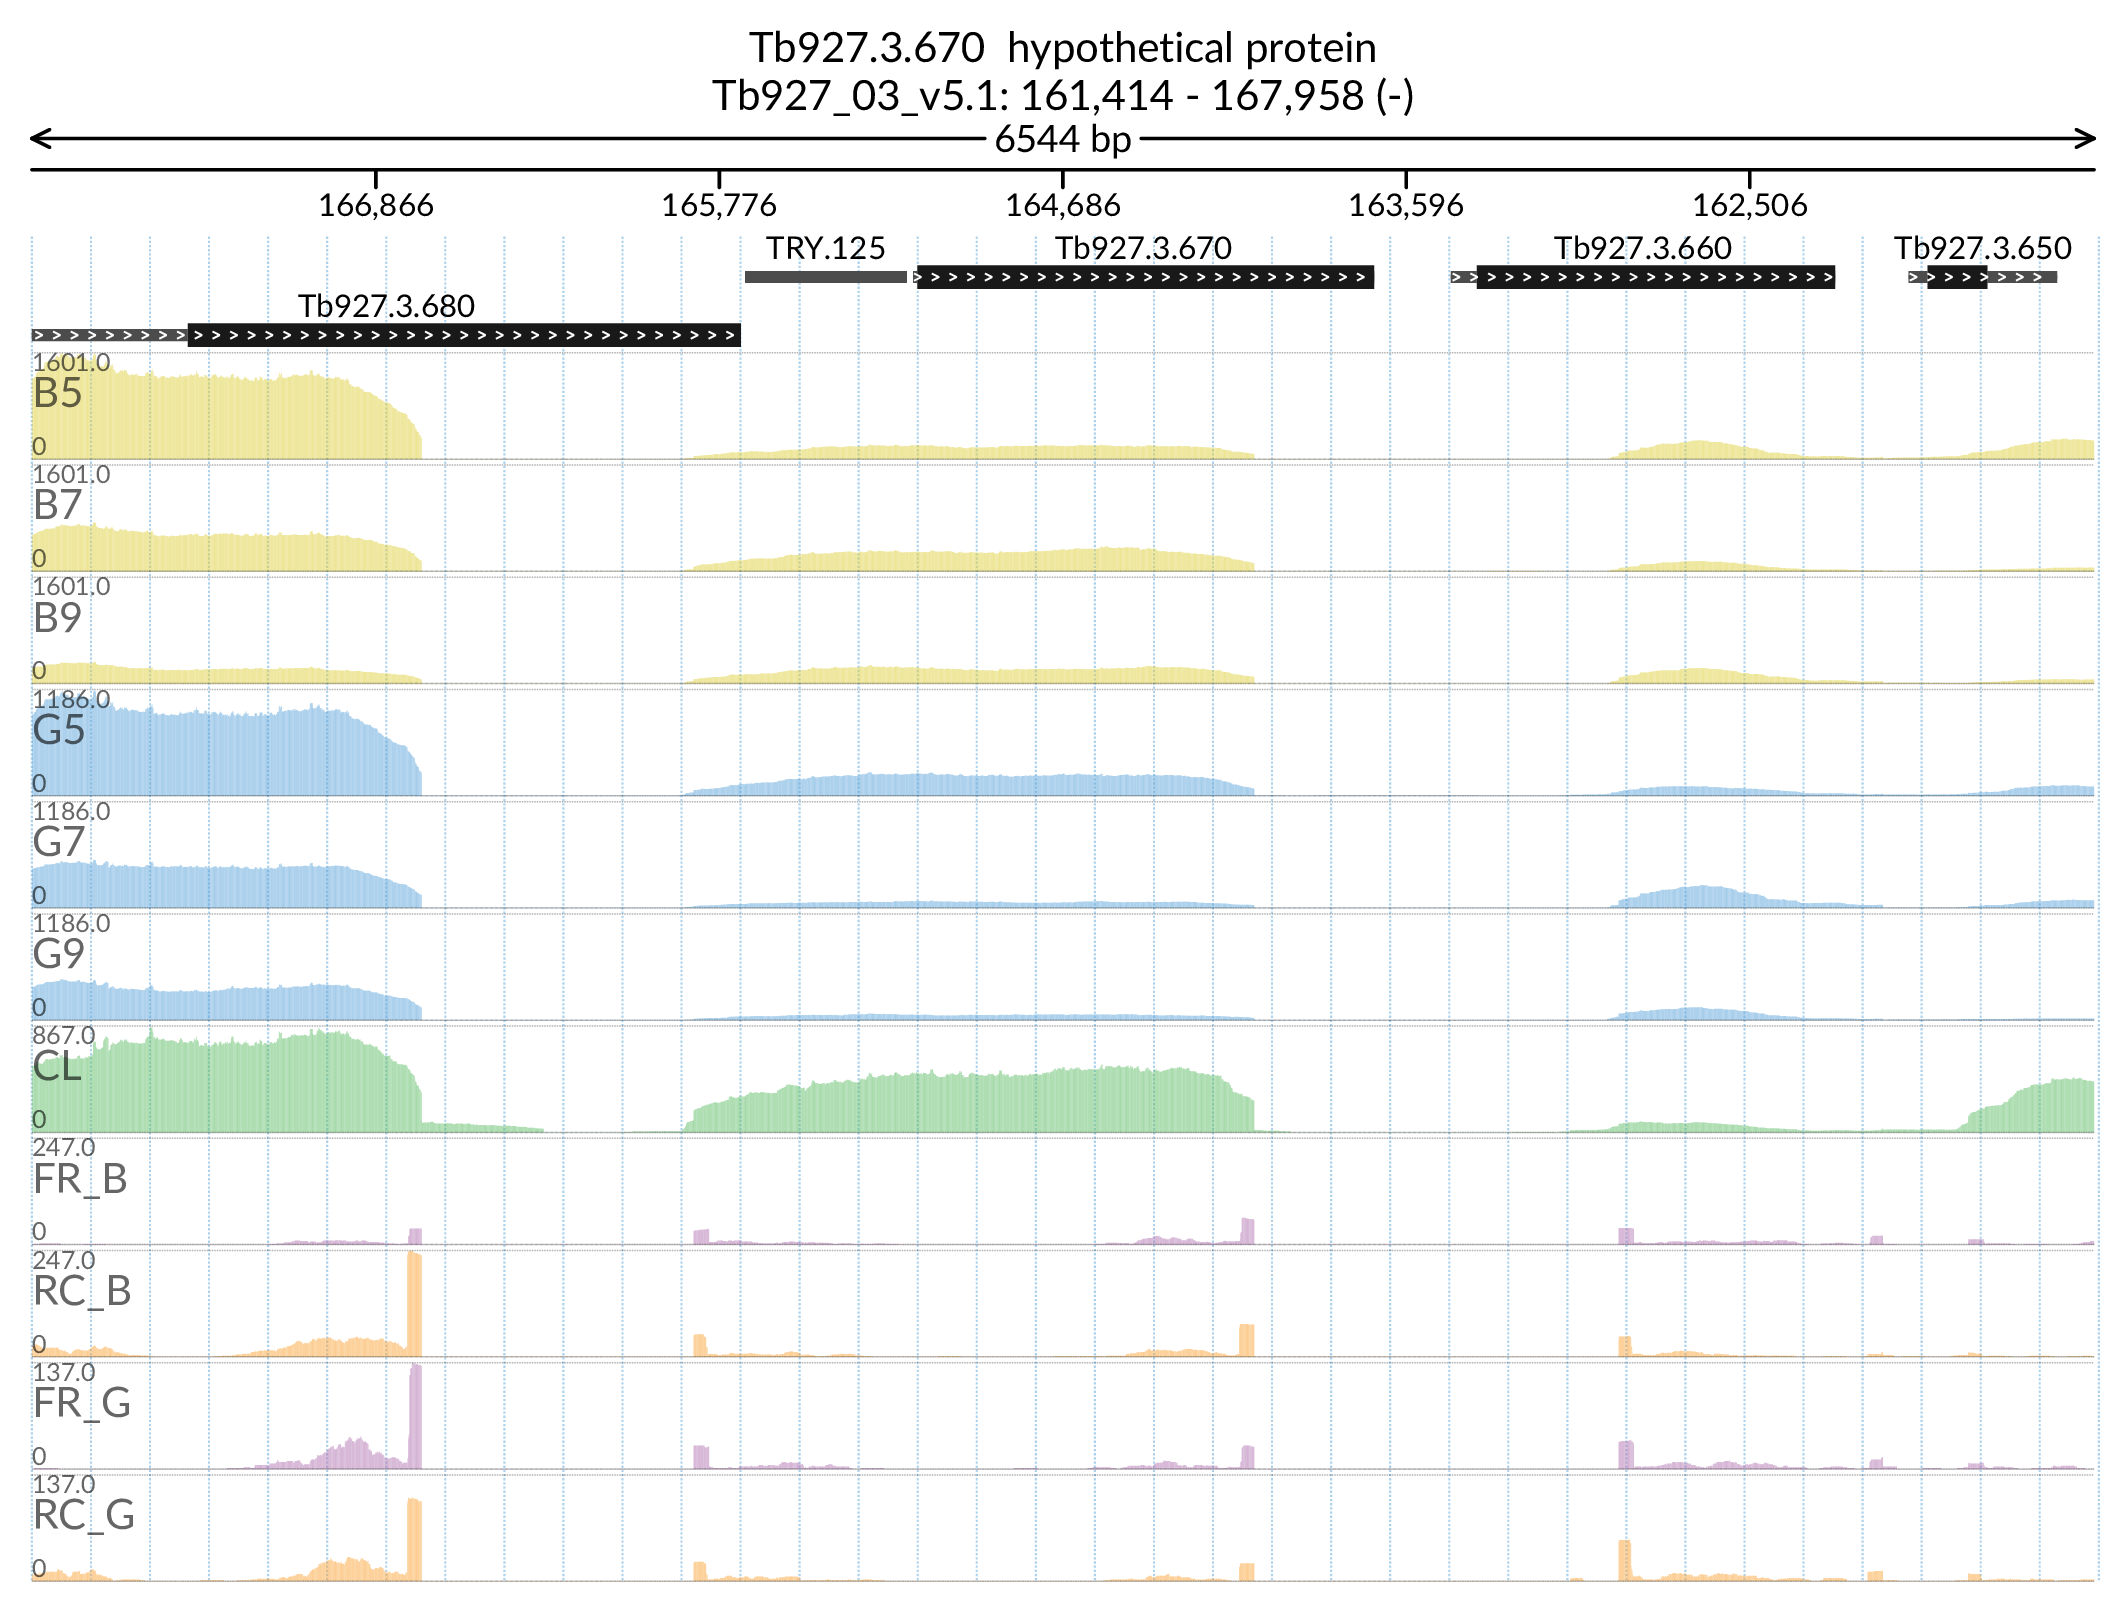 Tb927.3.670  hypothetical protein
Tb927_03_v5.1: 161,414 - 167,958 (-)
6544 bp
166,866 165,776 164,686 163,596 162,506
TRY.125 Tb927.3.670 Tb927.3.660 Tb927.3.650
Tb927.3.680
1601.0
B5
0
1601.0
B7
0
1601.0
B9
0
1186.0
G5
0
1186.0
G7
0
1186.0
G9
0
867.0
CL
0
247.0
FR_B
0
247.0
RC_B
0
137.0
FR_G
0
137.0
RC_G
0